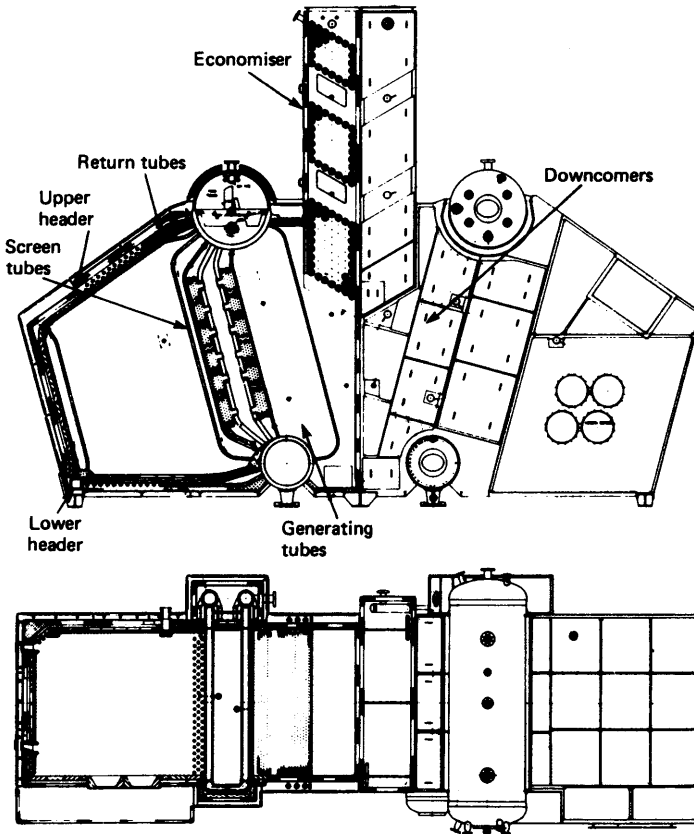 Economiser
Return tubes
Upper
header
Screen
tubes
Downcomers
Lower
header
Generating
tubes